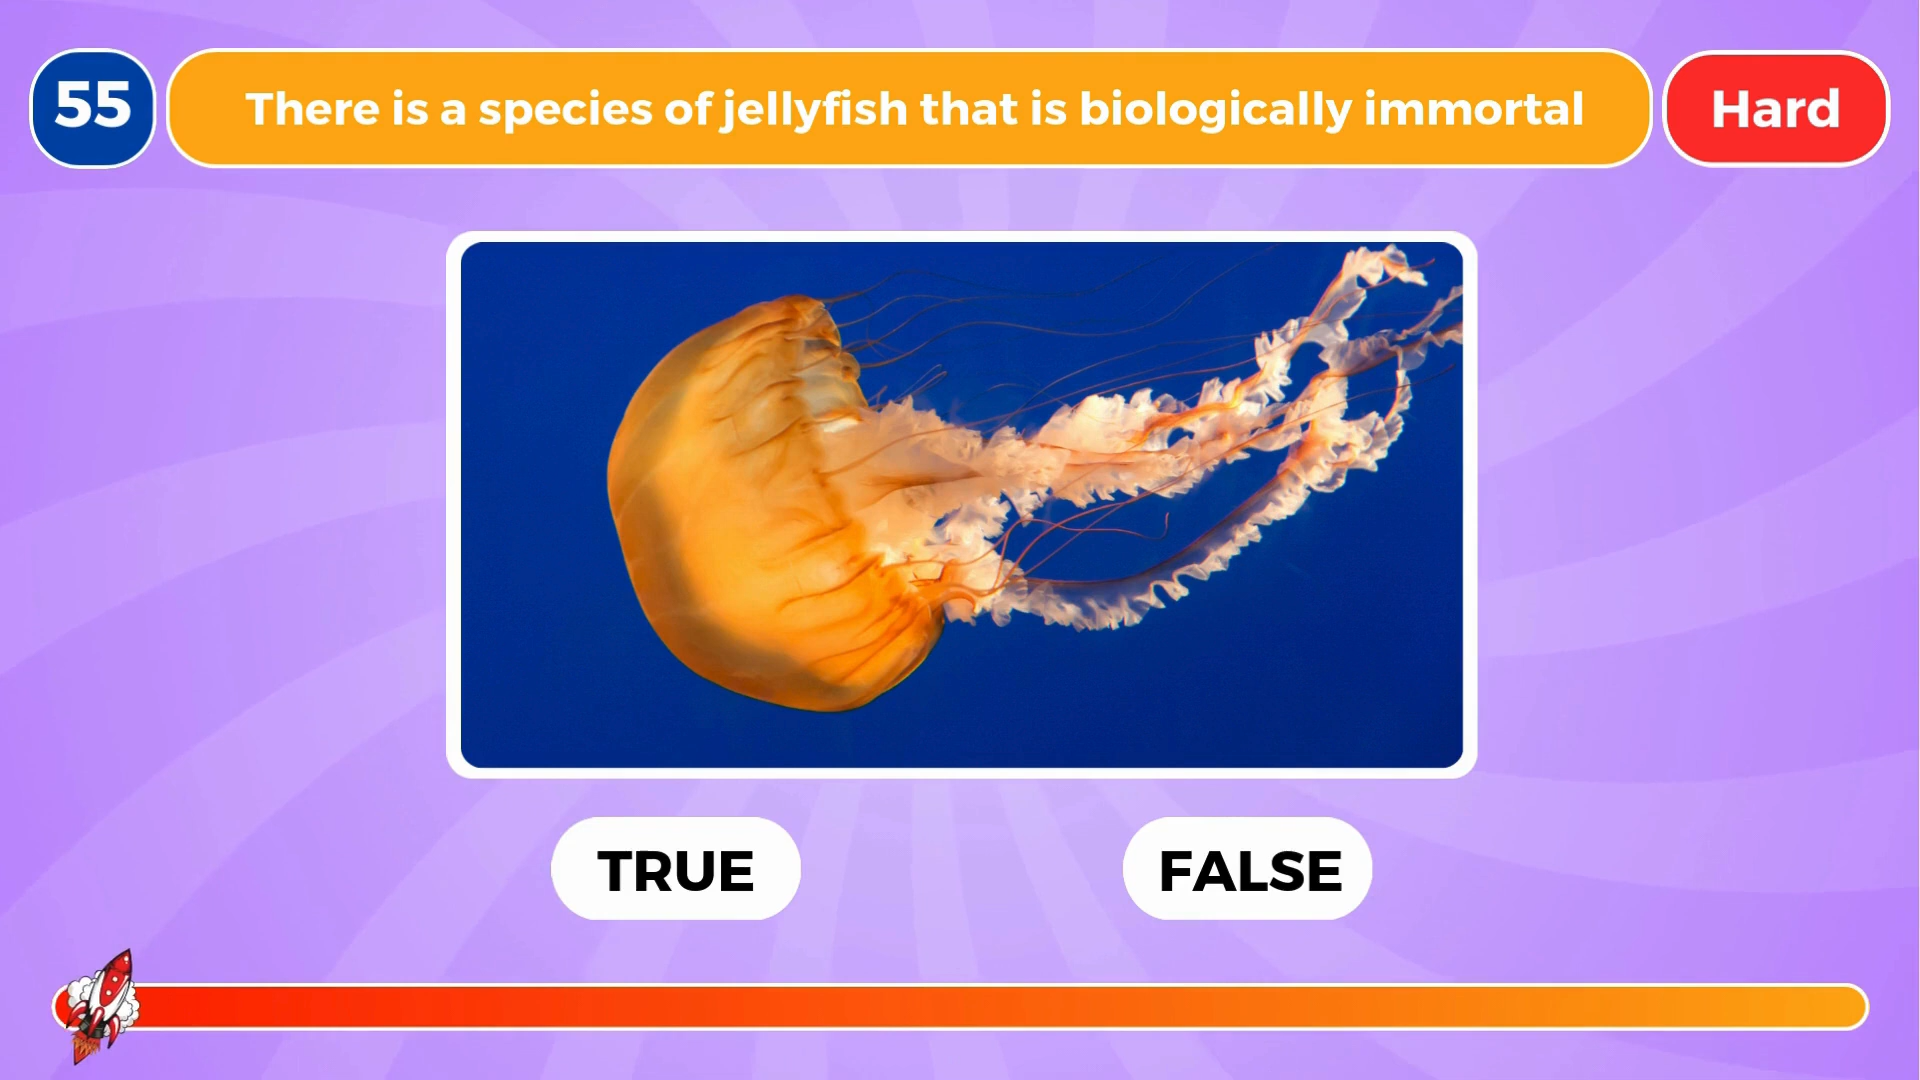 55
There is a species of jellyfish that is biologically immortal
Hard
TRUE
FALSE